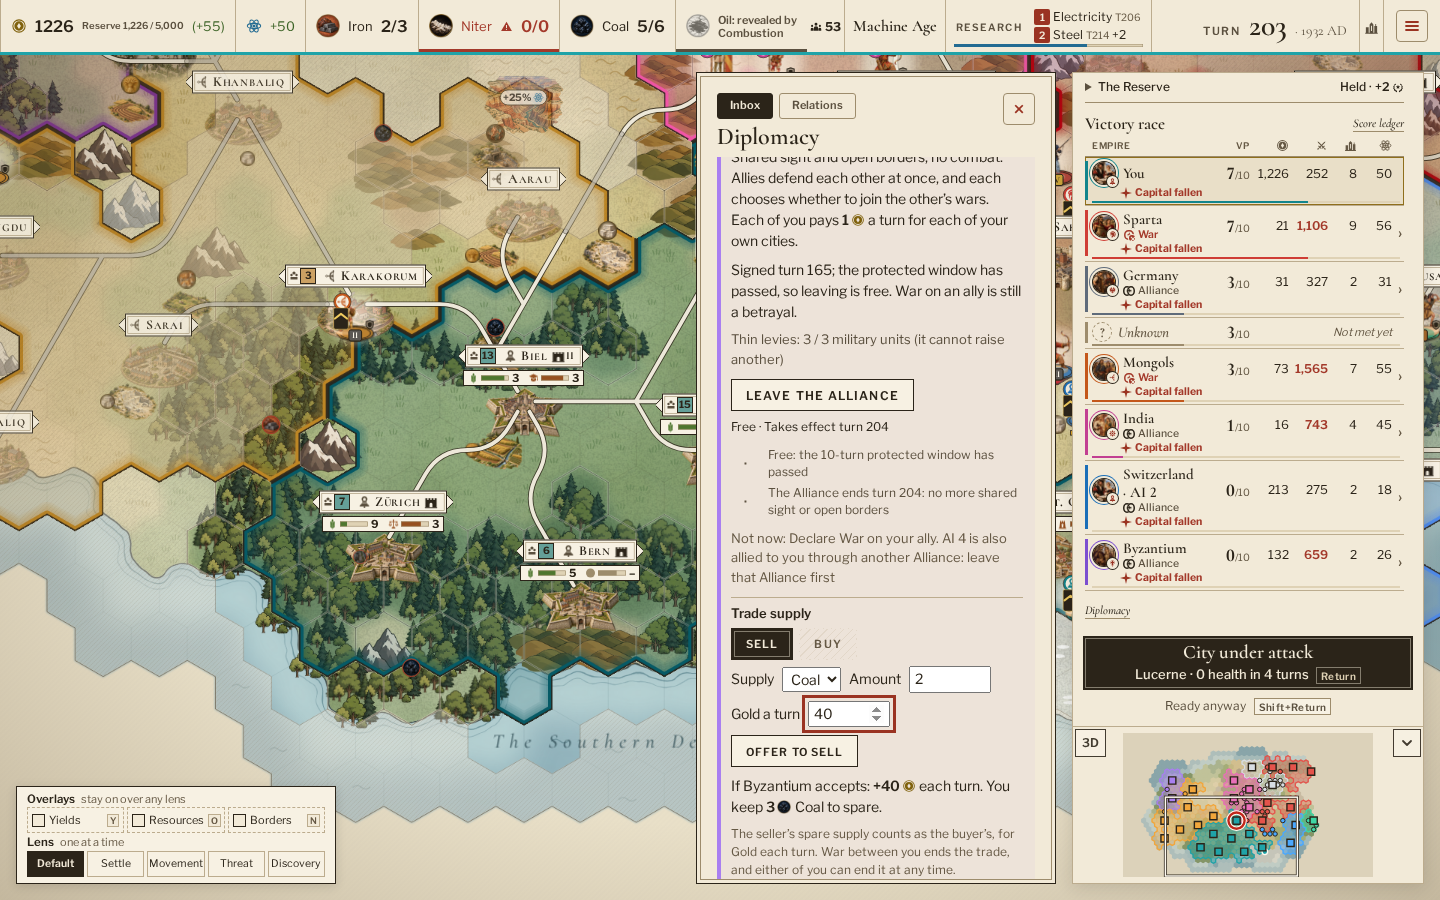 1226 Reserve 1,226 / 5,000 (+55)
+50
Iron 2/3
Niter 0/0
Coal 5/6
Oil: revealed by
Combustion
53
Machine Age
RESEARCH
1 Electricity T206
2 Steel T214 +2
TURN 203 · 1932 AD
Khanbaliq
+25%
Aarau
GDU
3 Karakorum
Sarai
II
13 Biel II
3 3
ALIQ
15
7 Zürich
9 3
6 Bern
5 –
The Southern De
Overlays stay on over any lens
Yields Y
Resources O
Borders N
Lens one at a time
Default
Settle
Movement
Threat
Discovery
Inbox
Relations
×
Diplomacy
Shared sight and open borders, no combat.
Allies defend each other at once, and each
chooses whether to join the other's wars.
Each of you pays 1 a turn for each of your
own cities.
Signed turn 165; the protected window has
passed, so leaving is free. War on an ally is still
a betrayal.
Thin levies: 3 / 3 military units (it cannot raise
another)
LEAVE THE ALLIANCE
Free · Takes effect turn 204
· Free: the 10-turn protected window has
passed
· The Alliance ends turn 204: no more shared
sight or open borders
Not now: Declare War on your ally. AI 4 is also
allied to you through another Alliance: leave
that Alliance first
Trade supply
SELL
BUY
Supply Coal Amount 2
Gold a turn 40
OFFER TO SELL
If Byzantium accepts: +40 each turn. You
keep 3 Coal to spare.
The seller's spare supply counts as the buyer's, for
Gold each turn. War between you ends the trade,
and either of you can end it at any time.
The Reserve Held · +2
Victory race Score ledger
EMPIRE VP
You 7/10 1,226 252 8 50
Capital fallen
Sparta 7/10 21 1,106 9 56 ›
War
Capital fallen
Germany 3/10 31 327 2 31 ›
Alliance
Capital fallen
? Unknown 3/10 Not met yet
Mongols 3/10 73 1,565 7 55 ›
War
Capital fallen
India 1/10 16 743 4 45 ›
Alliance
Capital fallen
Switzerland
· AI 2 0/10 213 275 2 18 ›
Alliance
Capital fallen
Byzantium 0/10 132 659 2 26 ›
Alliance
Capital fallen
Diplomacy
City under attack
Lucerne · 0 health in 4 turns Return
Ready anyway Shift+Return
3D